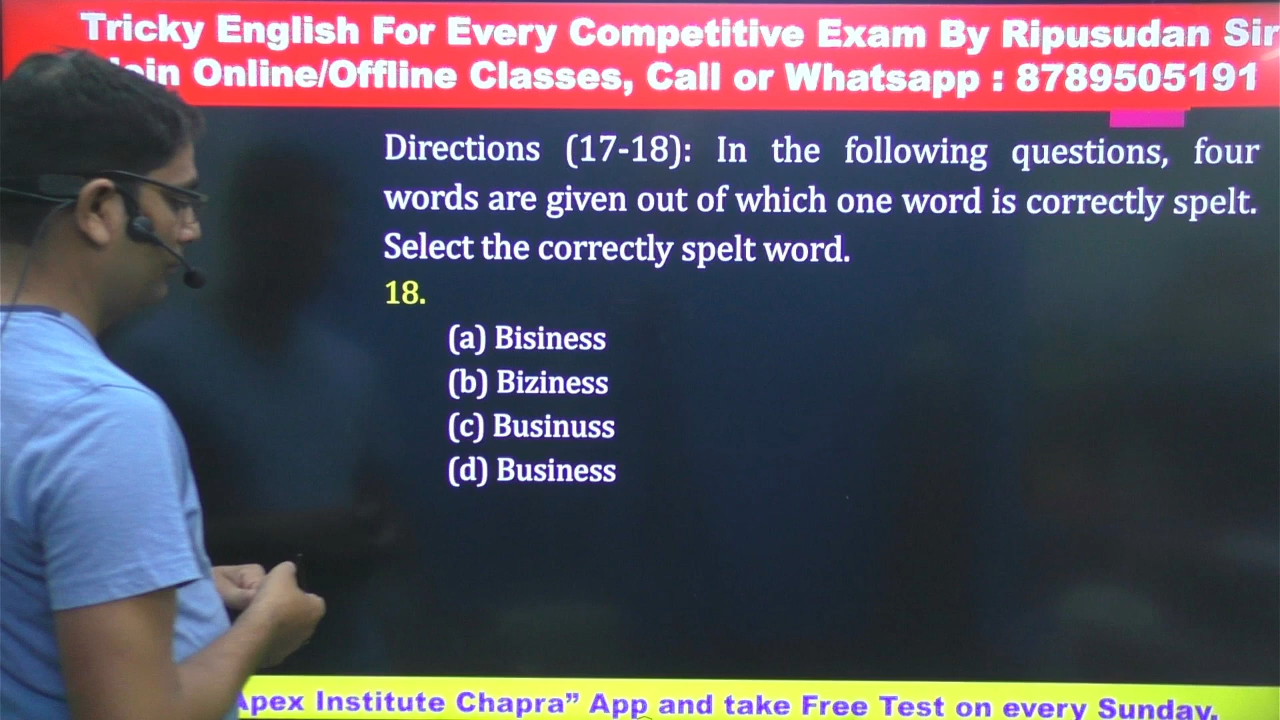 Tricky English For Every Competitive Exam By Ripusudan Sir
Online/Offline Classes, Call or Whatsapp : 8789505191
Directions (17-18): In the following questions, four
words are given out of which one word is correctly spelt.
Select the correctly spelt word.
18.
(a) Bisiness
(b) Biziness
(c) Businuss
(d) Business
Apex Institute Chapra” App and take Free Test on every Sunday.